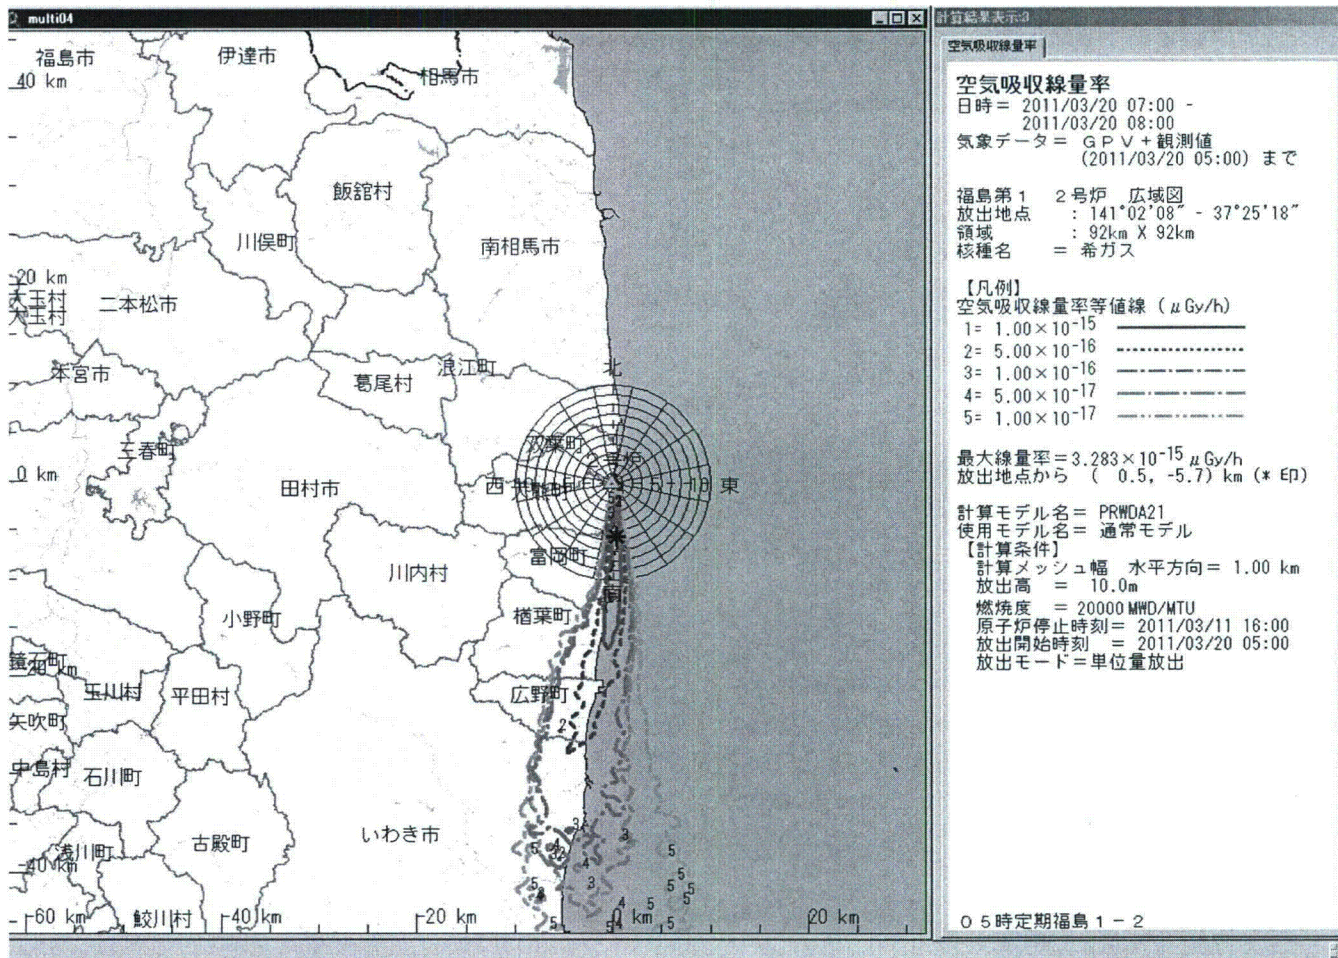 multi04
福島市
伊達市
相馬市
40 km
飯舘村
川俣町
南相馬市
20 km
大玉村
大玉村
二本松市
本宮市
葛尾村
浪江町
北
三春町
双葉町
0 km
田村市
西
大熊町
東
富岡町
川内村
南
楢葉町
小野町
鏡石町
-20 km
玉川村
平田村
広野町
矢吹町
2
中島村
石川町
いわき市
古殿町
浅川町
-40 km
鮫川村
-60 km
-40 km
-20 km
0 km
20 km
計算結果表示:3
空気吸収線量率
空気吸収線量率
日時= 2011/03/20 07:00 -
2011/03/20 08:00
気象データ= GPV+観測値
(2011/03/20 05:00) まで
福島第1 2号炉 広域図
放出地点 : 141°02'08" - 37°25'18"
領域 : 92km X 92km
核種名 = 希ガス
【凡例】
空気吸収線量率等値線 (μGy/h)
1= 1.00×10⁻¹⁵
2= 5.00×10⁻¹⁶
3= 1.00×10⁻¹⁶
4= 5.00×10⁻¹⁷
5= 1.00×10⁻¹⁷
最大線量率=3.283×10⁻¹⁵μGy/h
放出地点から ( 0.5, -5.7) km (* 印)
計算モデル名= PRWDA21
使用モデル名= 通常モデル
【計算条件】
計算メッシュ幅 水平方向= 1.00 km
放出高 = 10.0m
燃焼度 = 20000MWD/MTU
原子炉停止時刻= 2011/03/11 16:00
放出開始時刻 = 2011/03/20 05:00
放出モード=単位量放出
05時定期福島1-2